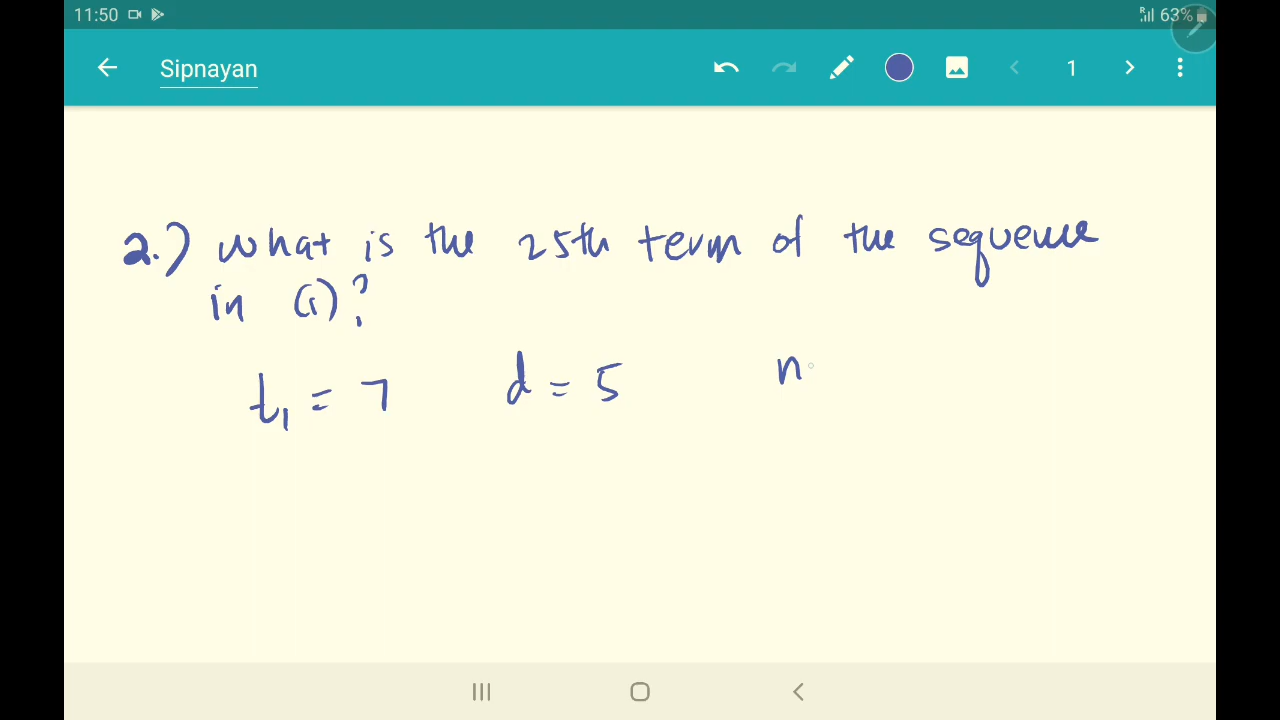 11:50 R 63%
Sipnayan 1
2.) What is the 25th term of the sequence
in (1)?
t₁ = 7 d = 5 n